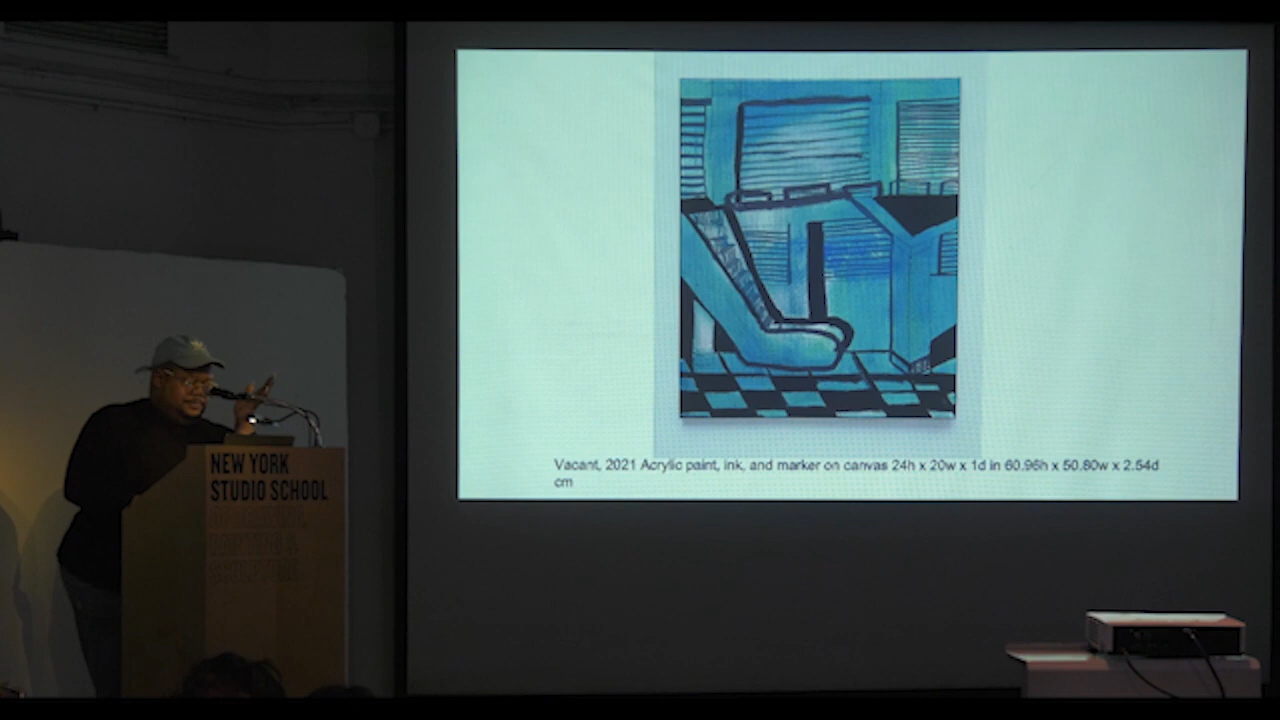 NEW YORK
STUDIO SCHOOL
Vacant, 2021 Acrylic paint, ink, and marker on canvas 24h x 20w x 1d in 60.96h x 50.80w x 2.54d
cm